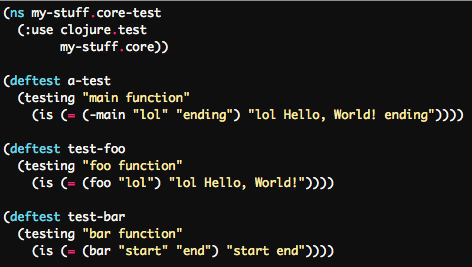 (ns my-stuff.core-test
  (:use clojure.test
        my-stuff.core))
(deftest a-test
  (testing "main function"
    (is (= (-main "lol" "ending") "lol Hello, World! ending"))))
(deftest test-foo
  (testing "foo function"
    (is (= (foo "lol") "lol Hello, World!"))))
(deftest test-bar
  (testing "bar function"
    (is (= (bar "start" "end") "start end"))))